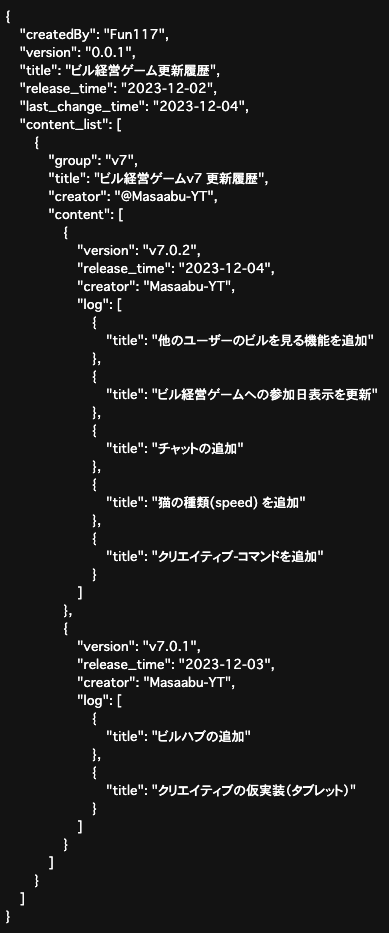 {
"createdBy": "Fun117",
"version": "0.0.1",
"title": "ビル経営ゲーム更新履歴",
"release_time": "2023-12-02",
"last_change_time": "2023-12-04",
"content_list": [
{
"group": "v7",
"title": "ビル経営ゲームv7 更新履歴",
"creator": "@Masaabu-YT",
"content": [
{
"version": "v7.0.2",
"release_time": "2023-12-04",
"creator": "Masaabu-YT",
"log": [
{
"title": "他のユーザーのビルを見る機能を追加"
},
{
"title": "ビル経営ゲームへの参加日表示を更新"
},
{
"title": "チャットの追加"
},
{
"title": "猫の種類(speed) を追加"
},
{
"title": "クリエイティブ-コマンドを追加"
}
]
},
{
"version": "v7.0.1",
"release_time": "2023-12-03",
"creator": "Masaabu-YT",
"log": [
{
"title": "ビルハブの追加"
},
{
"title": "クリエイティブの仮実装（タブレット）"
}
]
}
]
}
]
}